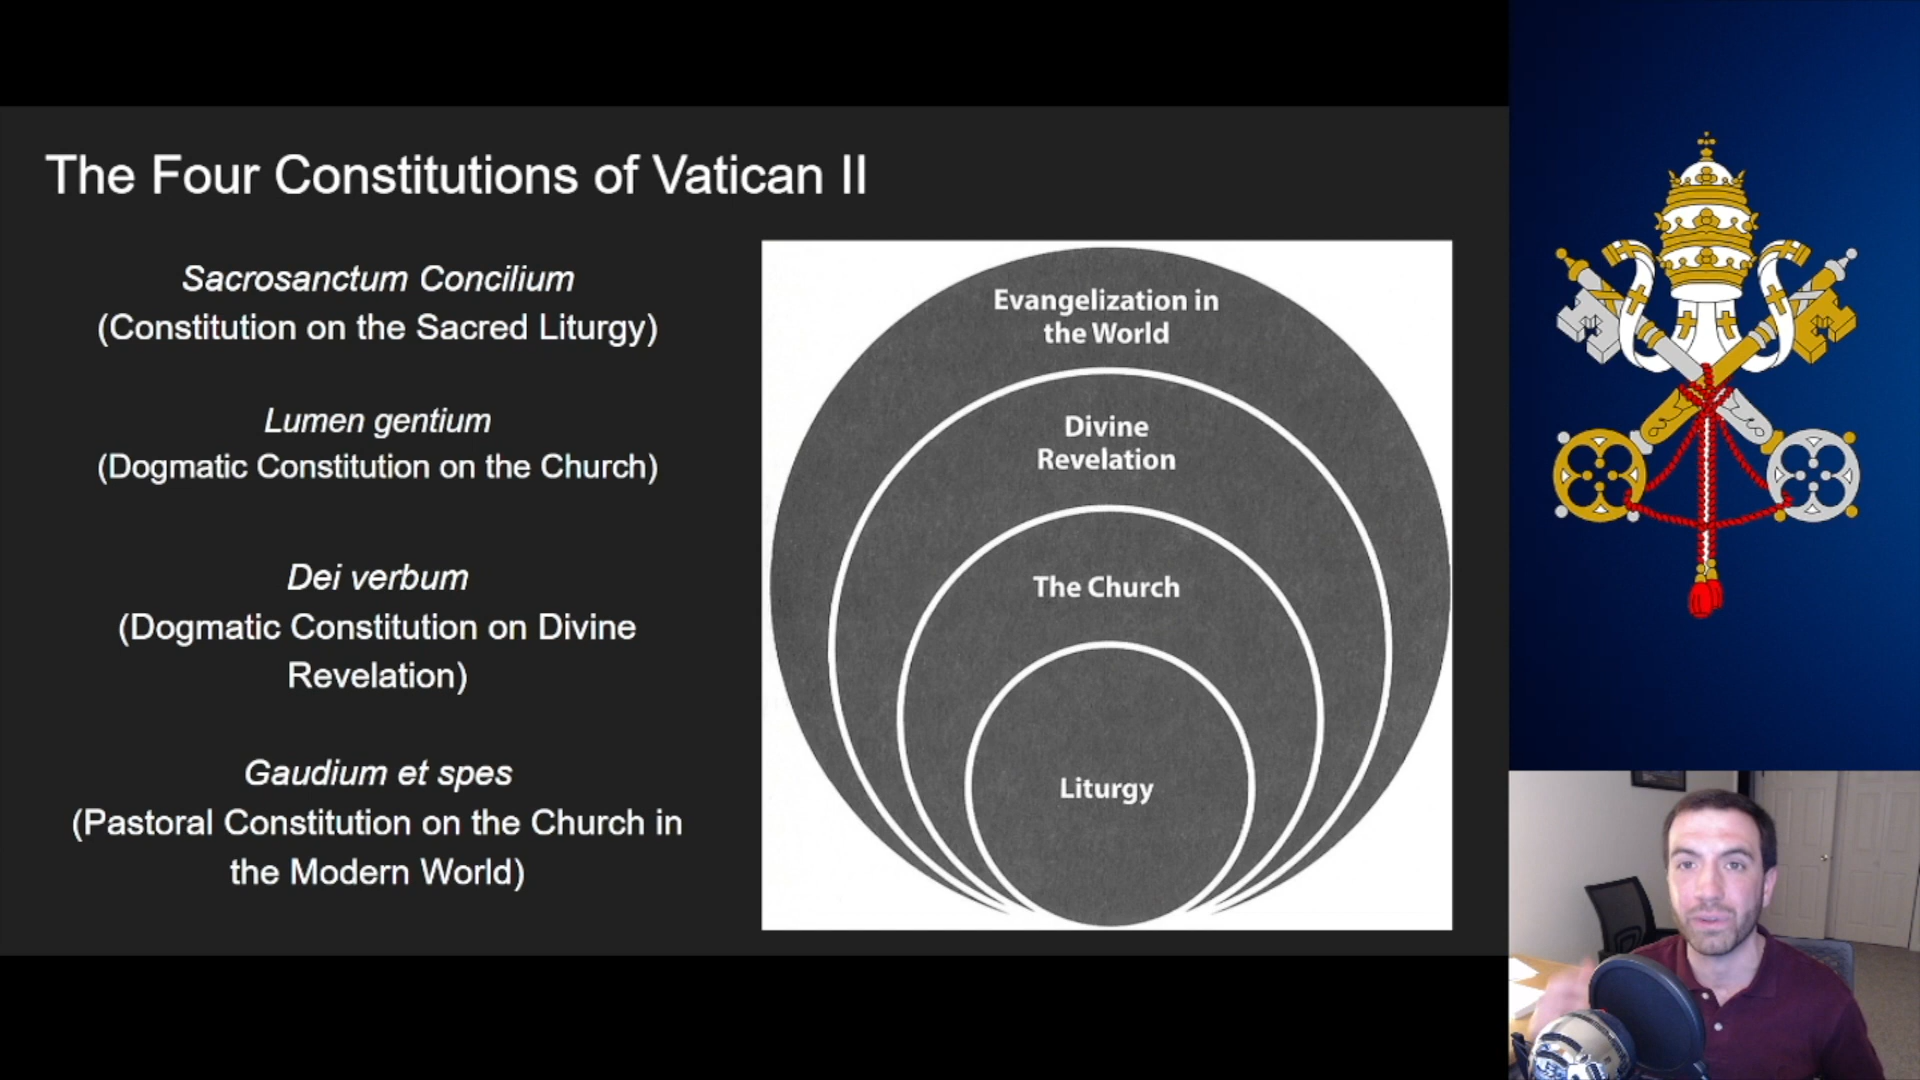 The Four Constitutions of Vatican II
Sacrosanctum Concilium
(Constitution on the Sacred Liturgy)
Lumen gentium
(Dogmatic Constitution on the Church)
Dei verbum
(Dogmatic Constitution on Divine
Revelation)
Gaudium et spes
(Pastoral Constitution on the Church in
the Modern World)
Evangelization in
the World
Divine
Revelation
The Church
Liturgy